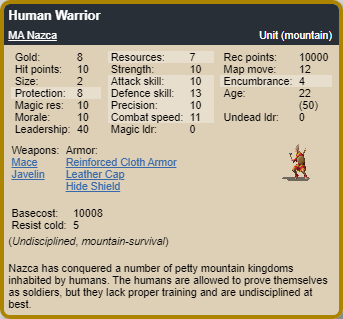 Human Warrior
MA Nazca Unit (mountain)
Gold: 8 Resources: 7 Rec points: 10000
Hit points: 10 Strength: 10 Map move: 12
Size: 2 Attack skill: 10 Encumbrance: 4
Protection: 8 Defence skill: 13 Age: 22
Magic res: 10 Precision: 10 (50)
Morale: 10 Combat speed: 11 Undead ldr: 0
Leadership: 40 Magic ldr: 0
Weapons: Armor:
Mace Reinforced Cloth Armor
Javelin Leather Cap
Hide Shield
Basecost: 10008
Resist cold: 5
(Undisciplined, mountain-survival)
Nazca has conquered a number of petty mountain kingdoms
inhabited by humans. The humans are allowed to prove themselves
as soldiers, but they lack proper training and are undisciplined at
best.